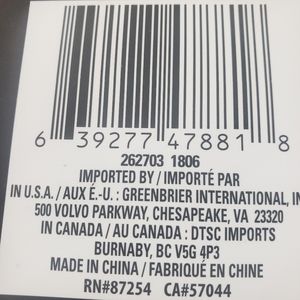 6 39277 47881 8
262703 1806
IMPORTED BY / IMPORTÉ PAR
IN U.S.A. / AUX É.-U. : GREENBRIER INTERNATIONAL, IN
500 VOLVO PARKWAY, CHESAPEAKE, VA 23320
IN CANADA / AU CANADA : DTSC IMPORTS
BURNABY, BC V5G 4P3
MADE IN CHINA / FABRIQUÉ EN CHINE
RN#87254 CA#57044